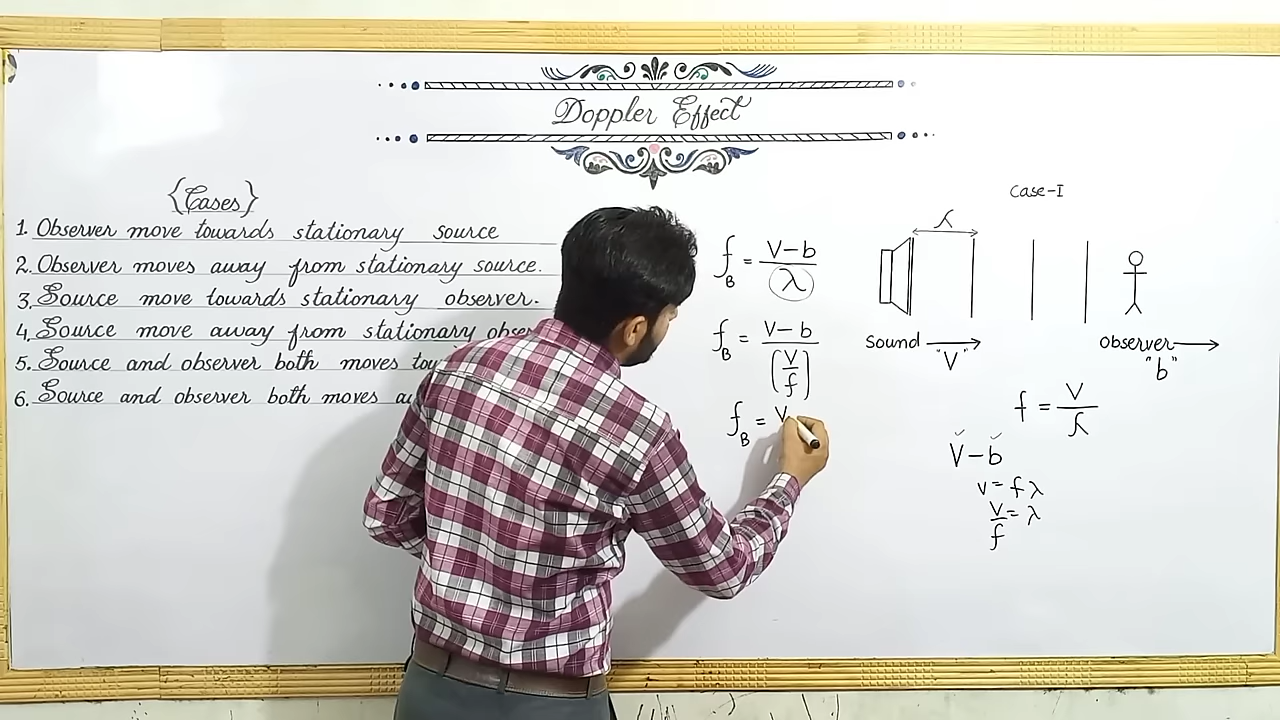 Doppler Effect
{Cases}
1. Observer move towards stationary source
2. Observer moves away from stationary source.
3. Source move towards stationary observer.
4. Source move away from stationary
5. Source and observer both moves
6. Source and observer both moves
f_B = V-b / λ
f_B = V-b / (V/f)
f_B = V
Case-I
λ
sound → "V"
observer → "b"
f = V/λ
V-b
v = fλ
v/f = λ